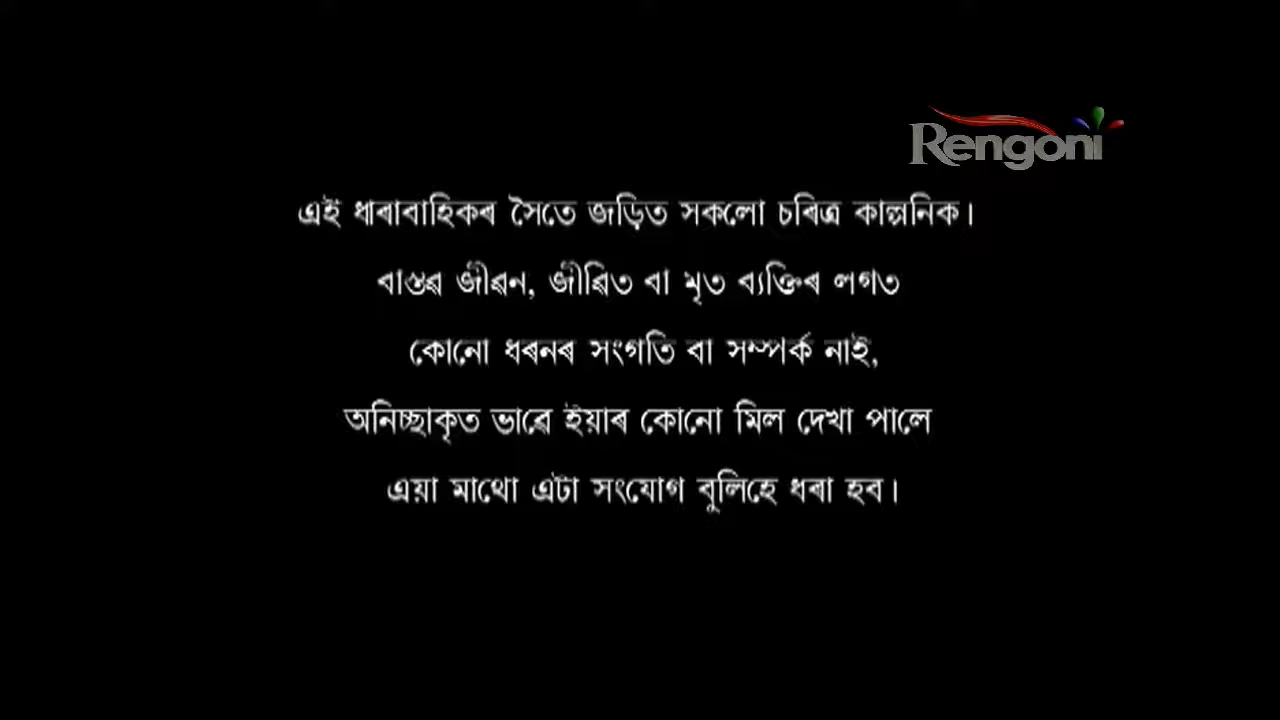 Rengoni
এই ধাৰাবাহিকৰ সৈতে জড়িত সকলো চৰিত্ৰ কাল্পনিক।
বাস্তৱ জীৱন, জীৱিত বা মৃত ব্যক্তিৰ লগত
কোনো ধৰনৰ সংগতি বা সম্পৰ্ক নাই,
অনিচ্ছাকৃত ভাৱে ইয়াৰ কোনো মিল দেখা পালে
এয়া মাথো এটা সংযোগ বুলিহে ধৰা হব।